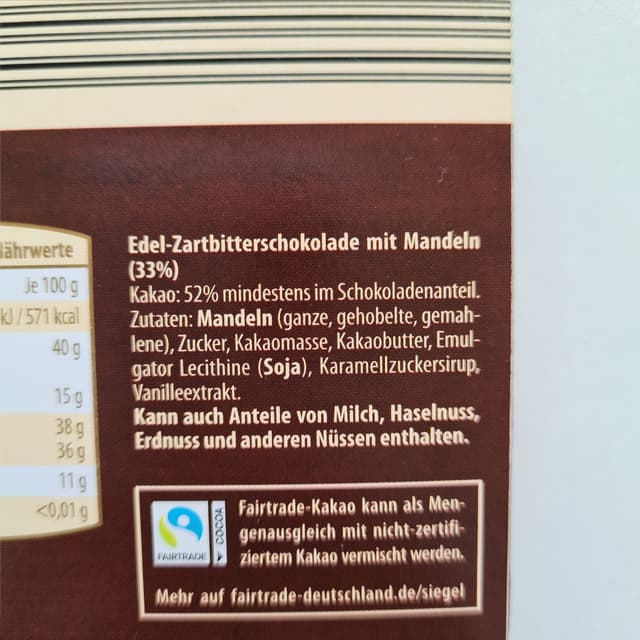 Nährwerte
Je 100 g
kJ / 571 kcal
40 g
15 g
38 g
36 g
11 g
<0,01 g
Edel-Zartbitterschokolade mit Mandeln
(33%)
Kakao: 52% mindestens im Schokoladenanteil.
Zutaten: Mandeln (ganze, gehobelte, gemah-
lene), Zucker, Kakaomasse, Kakaobutter, Emul-
gator Lecithine (Soja), Karamellzuckersirup,
Vanilleextrakt.
Kann auch Anteile von Milch, Haselnuss,
Erdnuss und anderen Nüssen enthalten.
FAIRTRADE
COCOA
Fairtrade-Kakao kann als Men-
genausgleich mit nicht-zertifi-
ziertem Kakao vermischt werden.
Mehr auf fairtrade-deutschland.de/siegel